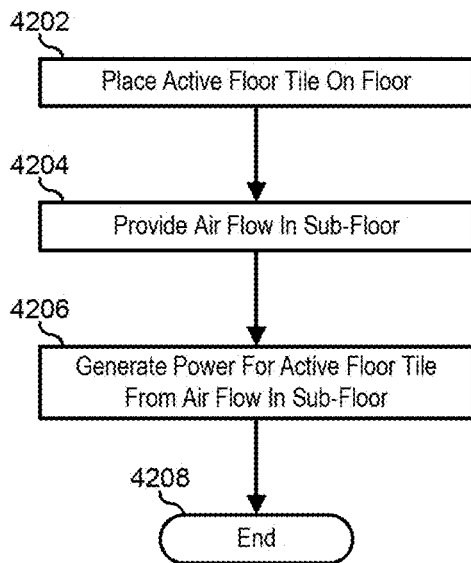 4202
Place Active Floor Tile On Floor
4204
Provide Air Flow In Sub-Floor
4206
Generate Power For Active Floor Tile
From Air Flow In Sub-Floor
4208
End